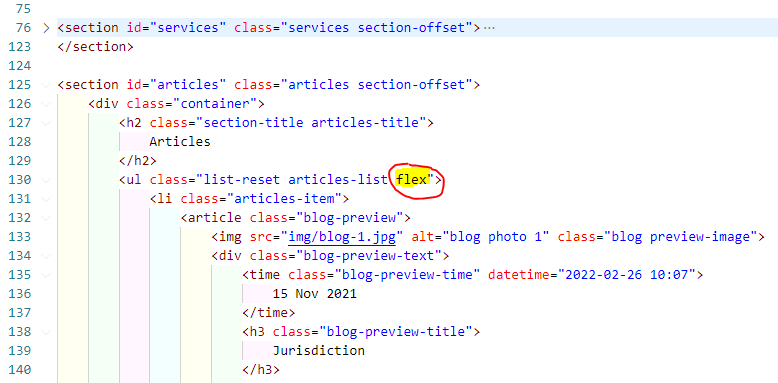 75
76 > <section id="services" class="services section-offset">…
123 </section>
124
125 <section id="articles" class="articles section-offset">
126 <div class="container">
127 <h2 class="section-title articles-title">
128 Articles
129 </h2>
130 <ul class="list-reset articles-list flex">
131 <li class="articles-item">
132 <article class="blog-preview">
133 <img src="img/blog-1.jpg" alt="blog photo 1" class="blog preview-image">
134 <div class="blog-preview-text">
135 <time class="blog-preview-time" datetime="2022-02-26 10:07">
136 15 Nov 2021
137 </time>
138 <h3 class="blog-preview-title">
139 Jurisdiction
140 </h3>